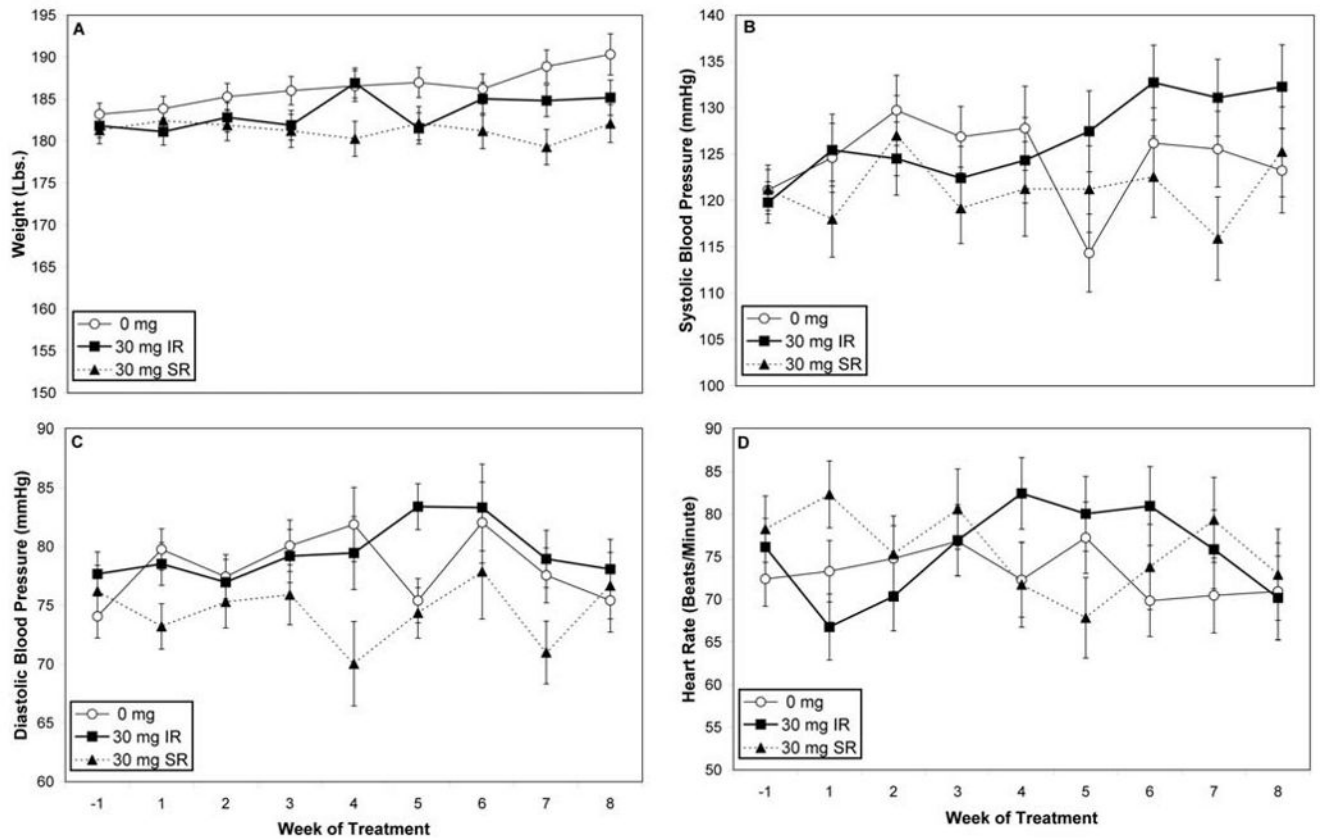 A
Weight (Lbs.)
195
190
185
180
175
170
165
160
155
150
0 mg
30 mg IR
30 mg SR
B
Systolic Blood Pressure (mmHg)
140
135
130
125
120
115
110
105
100
0 mg
30 mg IR
30 mg SR
C
Diastolic Blood Pressure (mmHg)
90
85
80
75
70
65
60
0 mg
30 mg IR
30 mg SR
-1 1 2 3 4 5 6 7 8
Week of Treatment
D
Heart Rate (Beats/Minute)
90
85
80
75
70
65
60
55
50
0 mg
30 mg IR
30 mg SR
-1 1 2 3 4 5 6 7 8
Week of Treatment